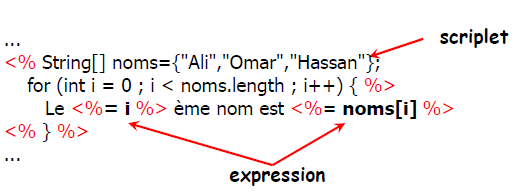 ...
scriplet
<% String[] noms={"Ali","Omar","Hassan"};
for (int i = 0 ; i < noms.length ; i++) { %>
Le <%= i %> ème nom est <%= noms[i] %>
<% } %>
...
expression